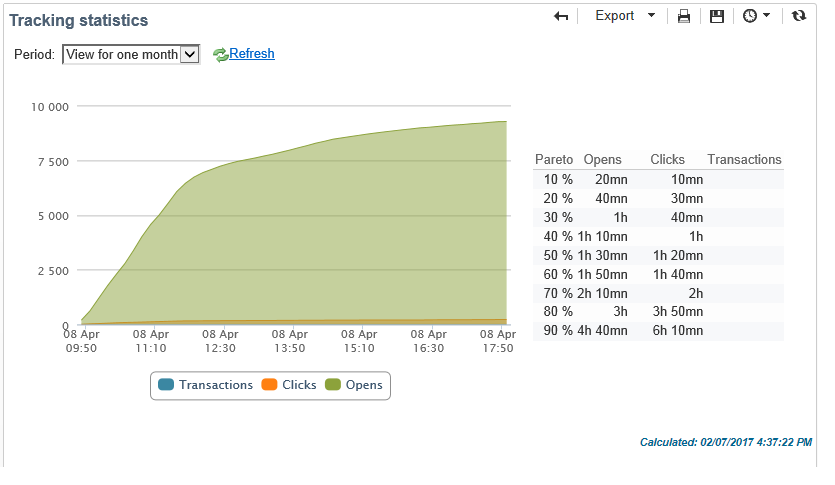 Tracking statistics
Export
Period: View for one month Refresh
10 000
7 500
5 000
2 500
0
08 Apr 08 Apr 08 Apr 08 Apr 08 Apr 08 Apr 08 Apr
09:50 11:10 12:30 13:50 15:10 16:30 17:50
Transactions Clicks Opens
Pareto Opens Clicks Transactions
10 % 20mn 10mn
20 % 40mn 30mn
30 % 1h 40mn
40 % 1h 10mn 1h
50 % 1h 30mn 1h 20mn
60 % 1h 50mn 1h 40mn
70 % 2h 10mn 2h
80 % 3h 3h 50mn
90 % 4h 40mn 6h 10mn
Calculated: 02/07/2017 4:37:22 PM